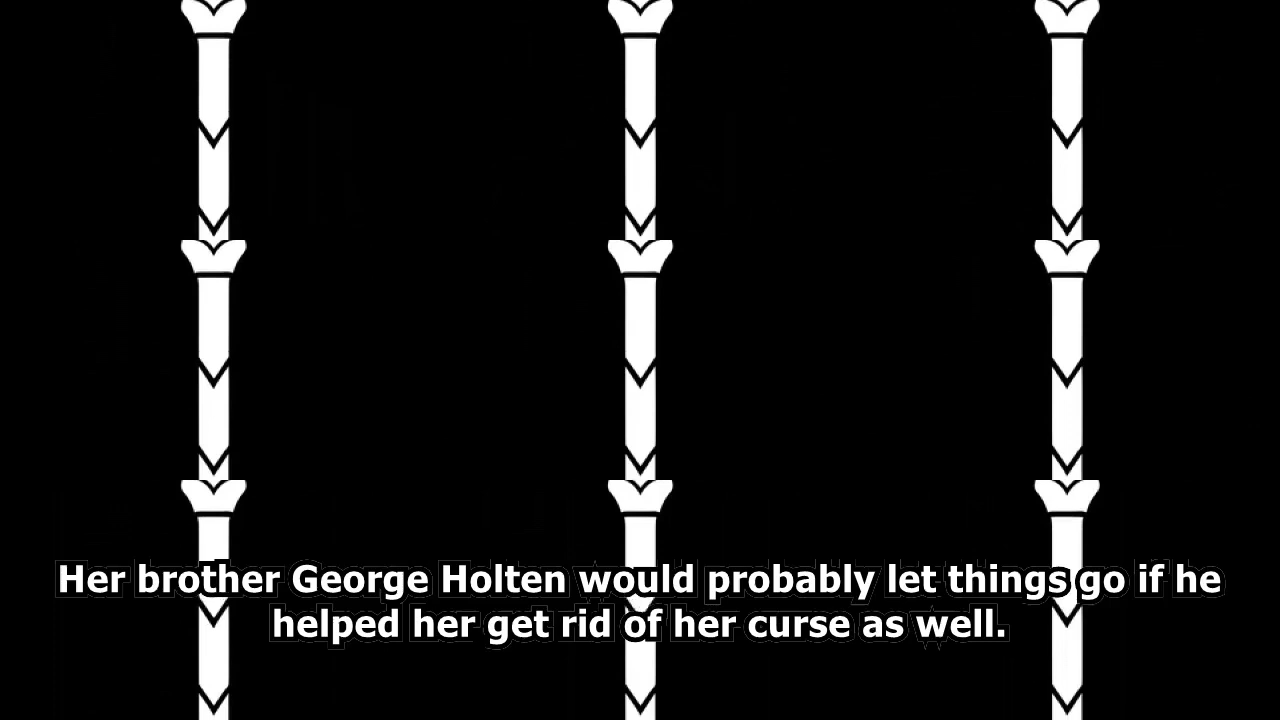 Her brother George Holten would probably let things go if he
helped her get rid of her curse as well.